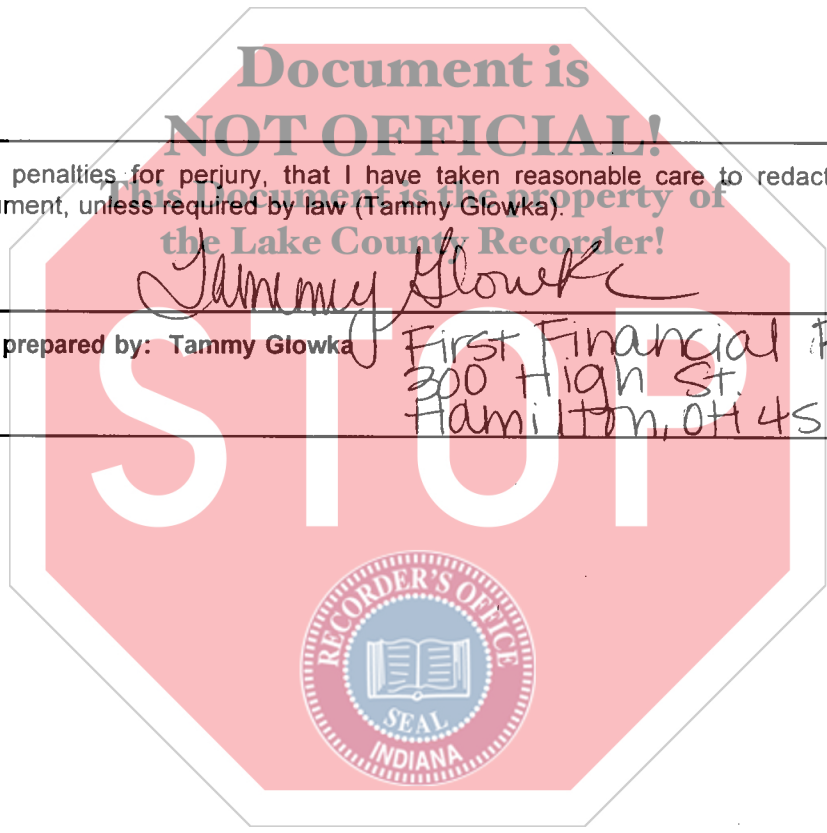 Document is
NOT OFFICIAL!
penalties for perjury, that I have taken reasonable care to redact
This Document is the property of
ument, unless required by law (Tammy Glowka).
the Lake County Recorder!
Tammy Glowka
prepared by: Tammy Glowka
First Financial
300 High St.
Hamilton, OH 45
STOP
RECORDER'S OFFICE
SEAL
INDIANA